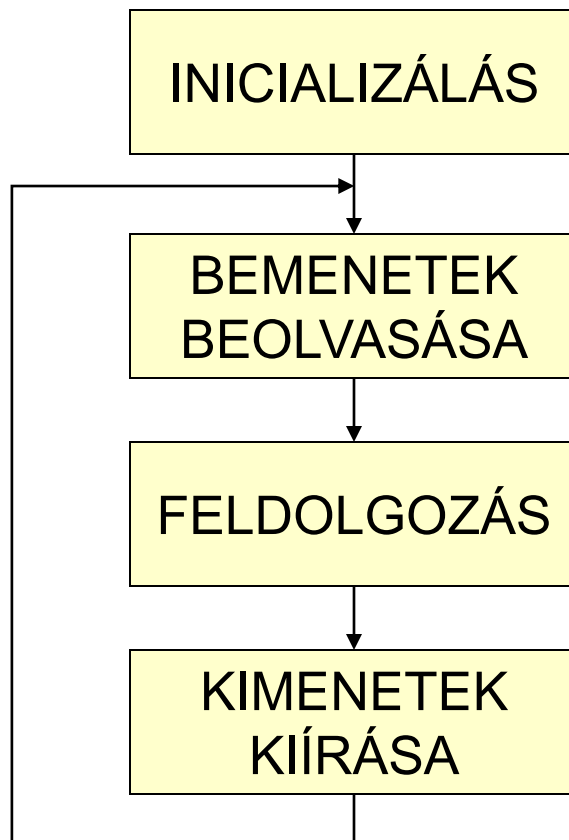 INICIALIZÁLÁS
BEMENETEK
BEOLVASÁSA
FELDOLGOZÁS
KIMENETEK
KIÍRÁSA